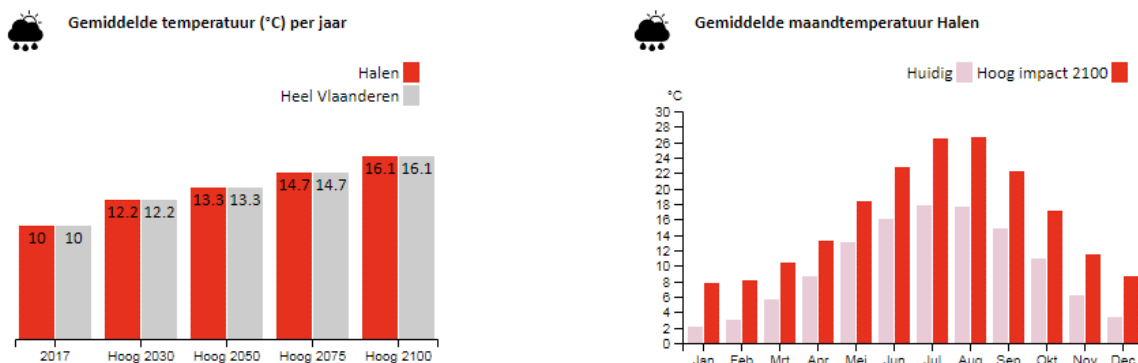 Gemiddelde temperatuur (°C) per jaar
Halen
Heel Vlaanderen
10 10
12.2 12.2
13.3 13.3
14.7 14.7
16.1 16.1
2017 Hoog 2030 Hoog 2050 Hoog 2075 Hoog 2100
Gemiddelde maandtemperatuur Halen
Huidig Hoog impact 2100
°C
30
28
26
24
22
20
18
16
14
12
10
8
6
4
2
0
Jan Feb Mrt Apr Mei Jun Jul Aug Sep Okt Nov Dec